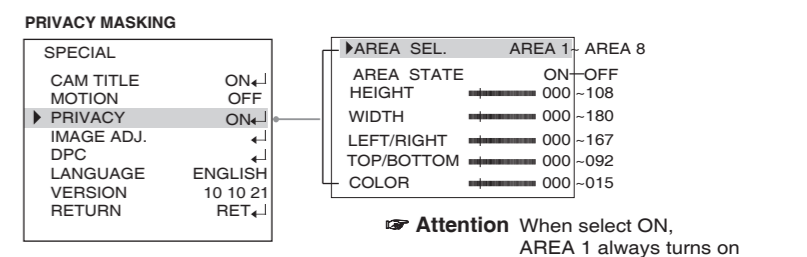 PRIVACY MASKING
SPECIAL
CAM TITLE ON↵
MOTION OFF
▶ PRIVACY ON↵
IMAGE ADJ. ↵
DPC ↵
LANGUAGE ENGLISH
VERSION 10 10 21
RETURN RET↵
▶AREA SEL. AREA 1~ AREA 8
AREA STATE ON─OFF
HEIGHT 000 ~108
WIDTH 000 ~180
LEFT/RIGHT 000 ~167
TOP/BOTTOM 000 ~092
COLOR 000 ~015
☞ Attention When select ON,
AREA 1 always turns on